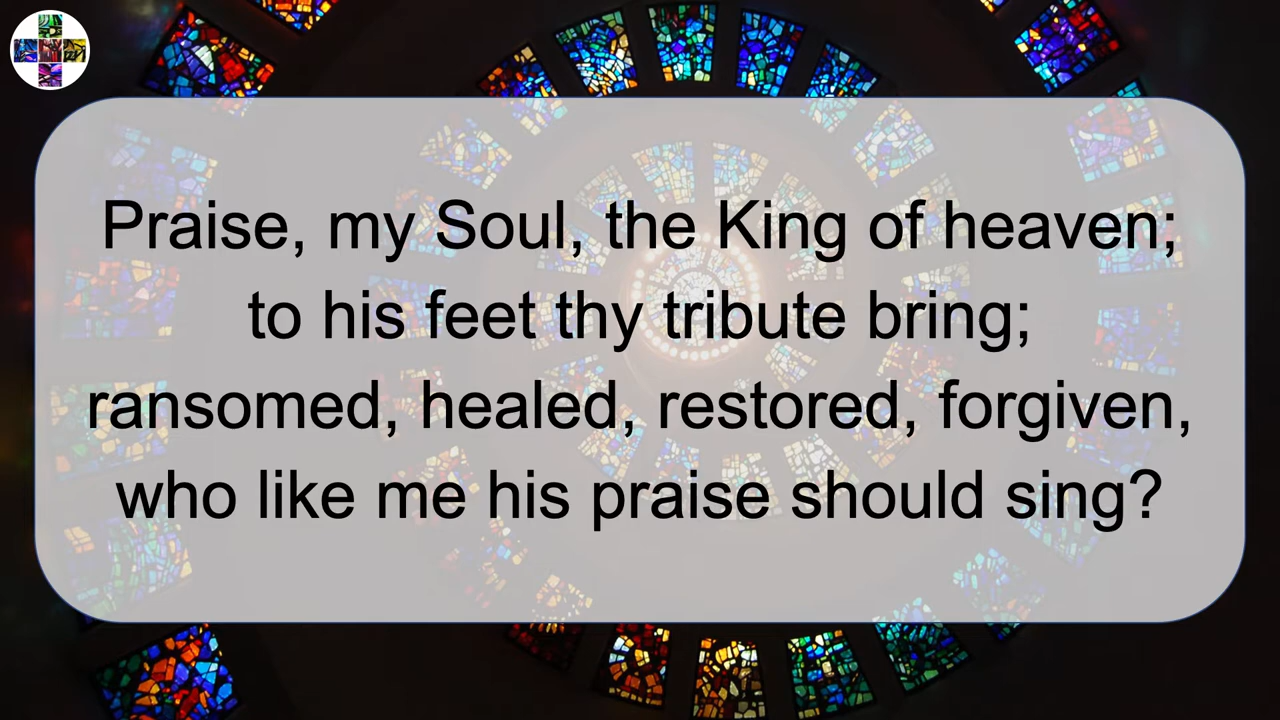 Praise, my Soul, the King of heaven;
to his feet thy tribute bring;
ransomed, healed, restored, forgiven,
who like me his praise should sing?